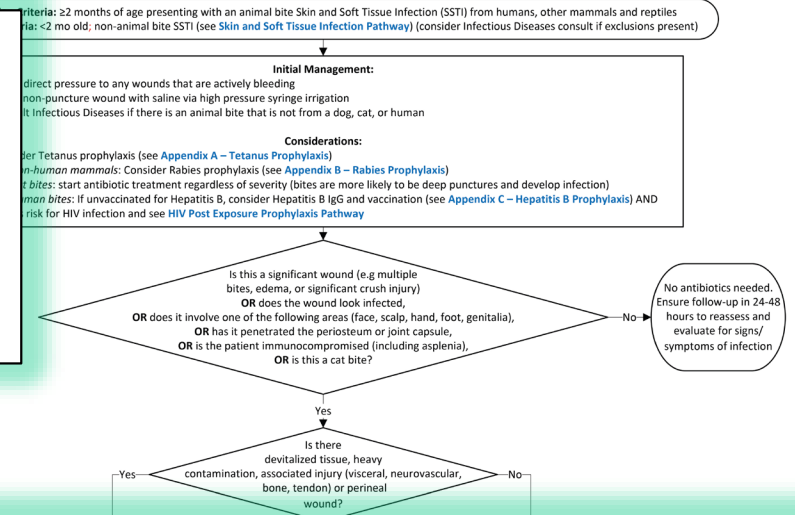 ≥2 months of age presenting with an animal bite Skin and Soft Tissue Infection (SSTI) from humans, other mammals and reptiles
<2 mo old; non-animal bite SSTI (see Skin and Soft Tissue Infection Pathway) (consider Infectious Diseases consult if exclusions present)
Initial Management:
direct pressure to any wounds that are actively bleeding
non-puncture wound with saline via high pressure syringe irrigation
Infectious Diseases if there is an animal bite that is not from a dog, cat, or human
Considerations:
Tetanus prophylaxis (see Appendix A – Tetanus Prophylaxis)
mammals: Consider Rabies prophylaxis (see Appendix B – Rabies Prophylaxis)
bites: start antibiotic treatment regardless of severity (bites are more likely to be deep punctures and develop infection)
bites: If unvaccinated for Hepatitis B, consider Hepatitis B IgG and vaccination (see Appendix C – Hepatitis B Prophylaxis) AND
risk for HIV infection and see HIV Post Exposure Prophylaxis Pathway
Is this a significant wound (e.g multiple
bites, edema, or significant crush injury)
OR does the wound look infected,
OR does it involve one of the following areas (face, scalp, hand, foot, genitalia),
OR has it penetrated the periosteum or joint capsule,
OR is the patient immunocompromised (including asplenia),
OR is this a cat bite?
No
No antibiotics needed.
Ensure follow-up in 24-48
hours to reassess and
evaluate for signs/
symptoms of infection
Yes
Is there
devitalized tissue, heavy
contamination, associated injury (visceral, neurovascular,
bone, tendon) or perineal
wound?
Yes
No